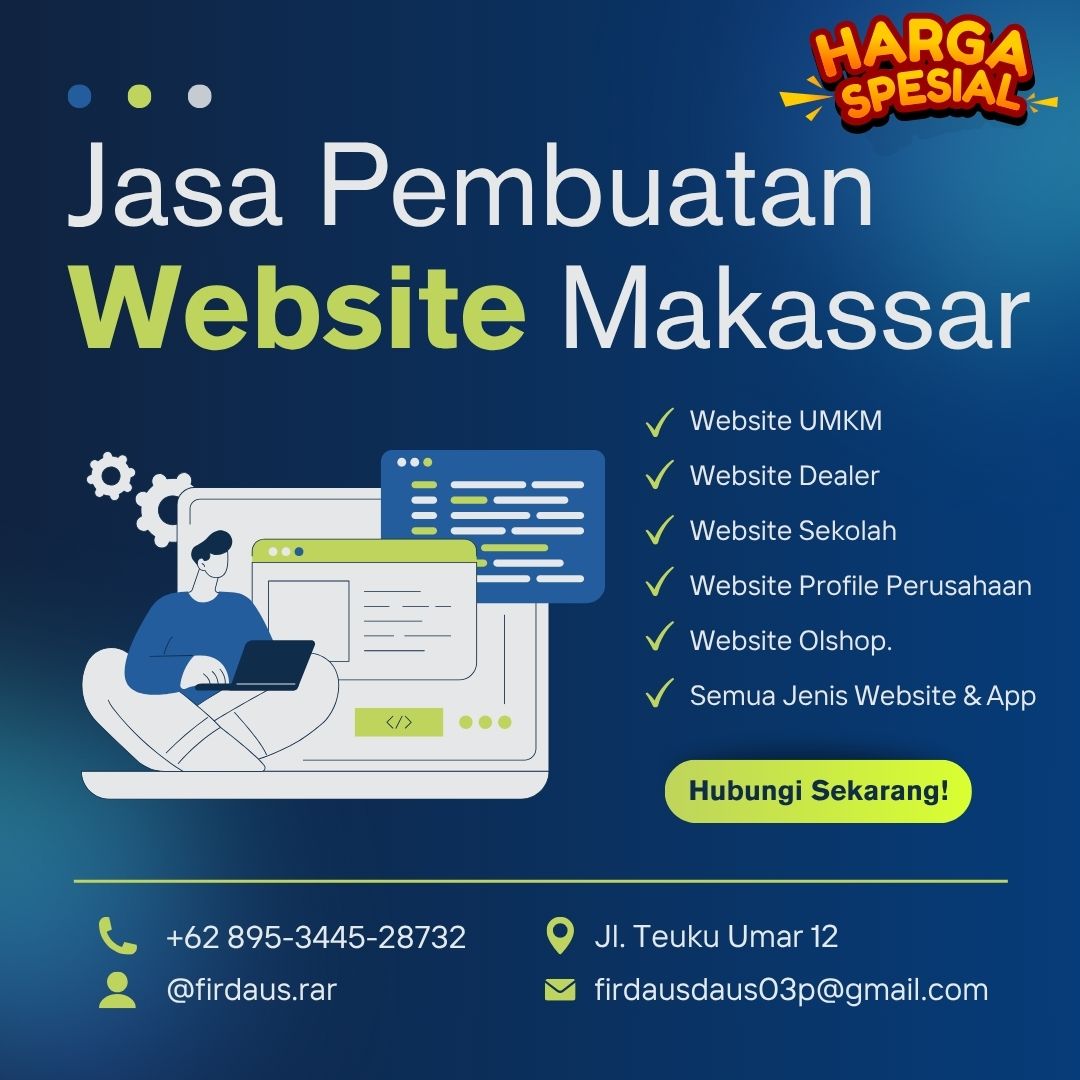 HARGA
SPESIAL
Jasa Pembuatan
Website Makassar
Website UMKM
Website Dealer
Website Sekolah
Website Profile Perusahaan
Website Olshop.
Semua Jenis Website & App
</>
Hubungi Sekarang!
+62 895-3445-28732
Jl. Teuku Umar 12
@firdaus.rar
firdausdaus03p@gmail.com